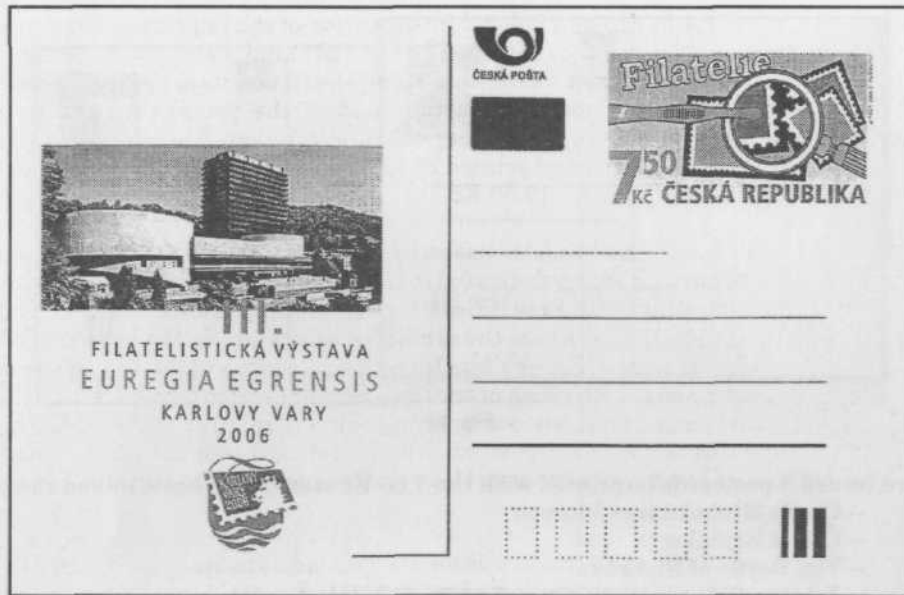 III.
FILATELISTICKÁ VÝSTAVA
EUREGIA EGRENSIS
KARLOVY VARY
2006
ČESKÁ POŠTA
Filatelie
7 50
Kč ČESKÁ REPUBLIKA